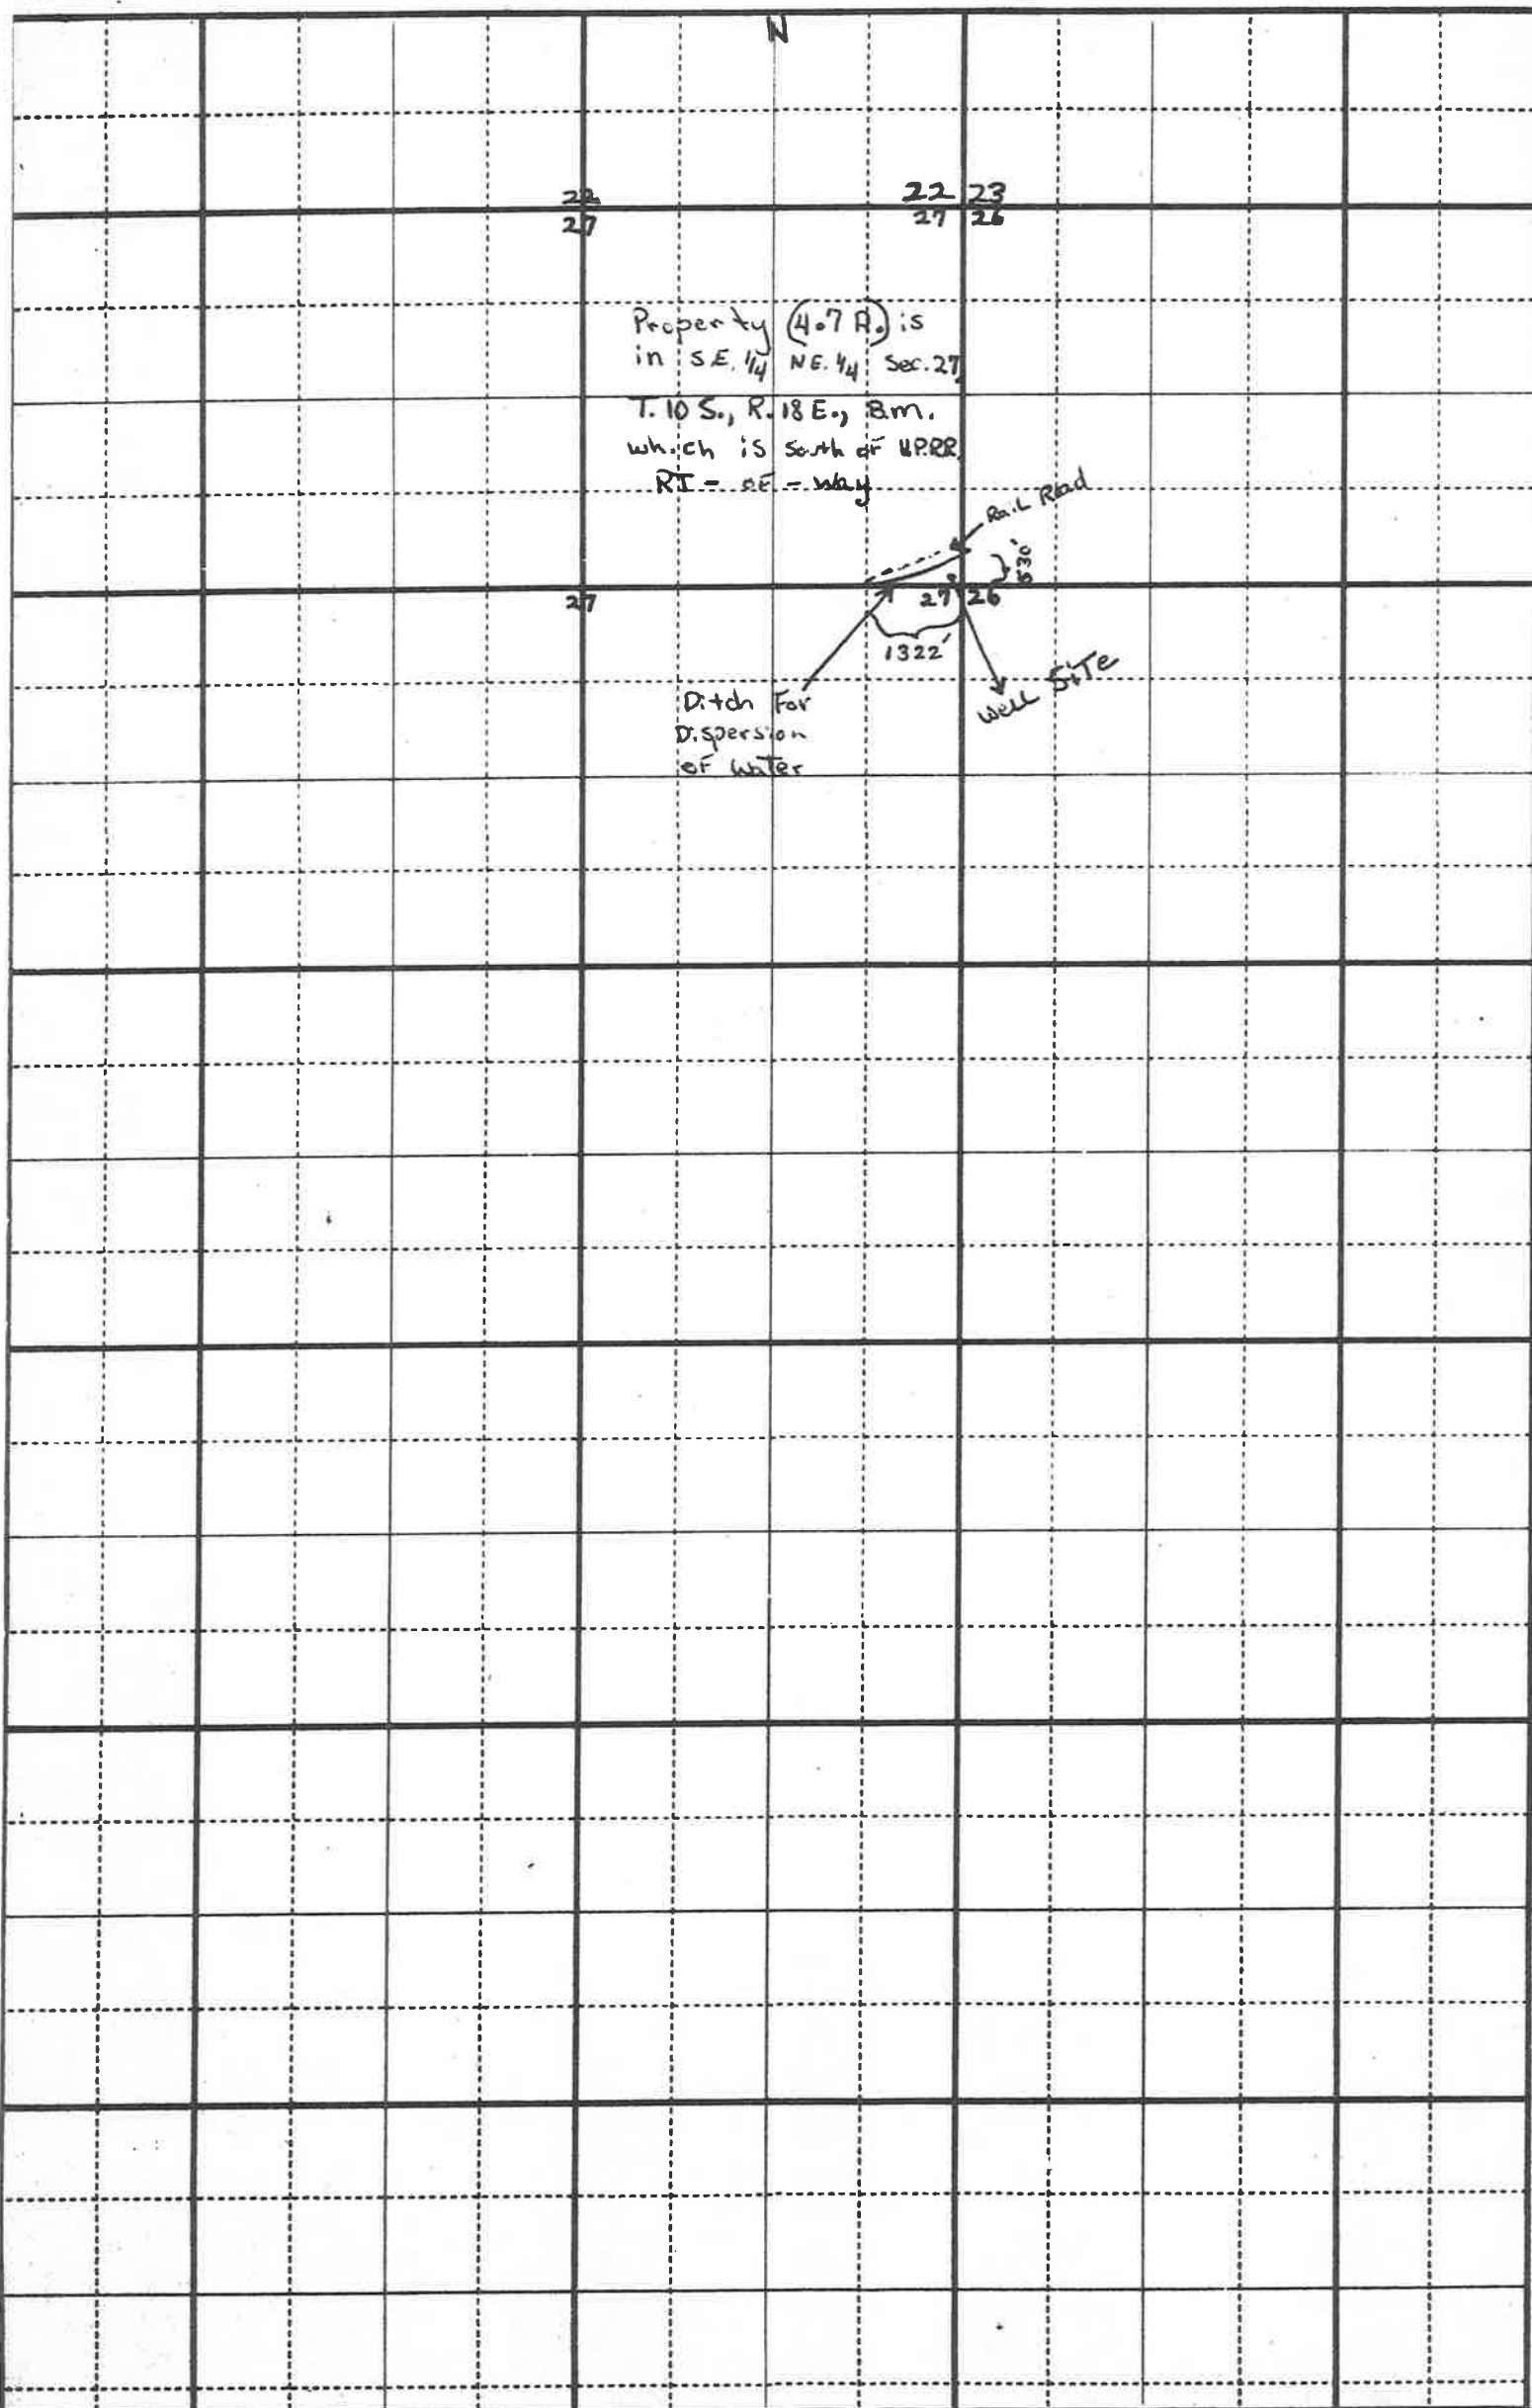 N
22
27
22 23
27 26
Property (4.7 A.) is
in S.E. 1/4 NE. 1/4 Sec. 27
T. 10 S., R. 18 E., B.m.
which is South of UP.RR.
RT - OF - Way
Rail Road
27
27 26
1322'
Ditch For
Dispersion
of Water
Well SiTe